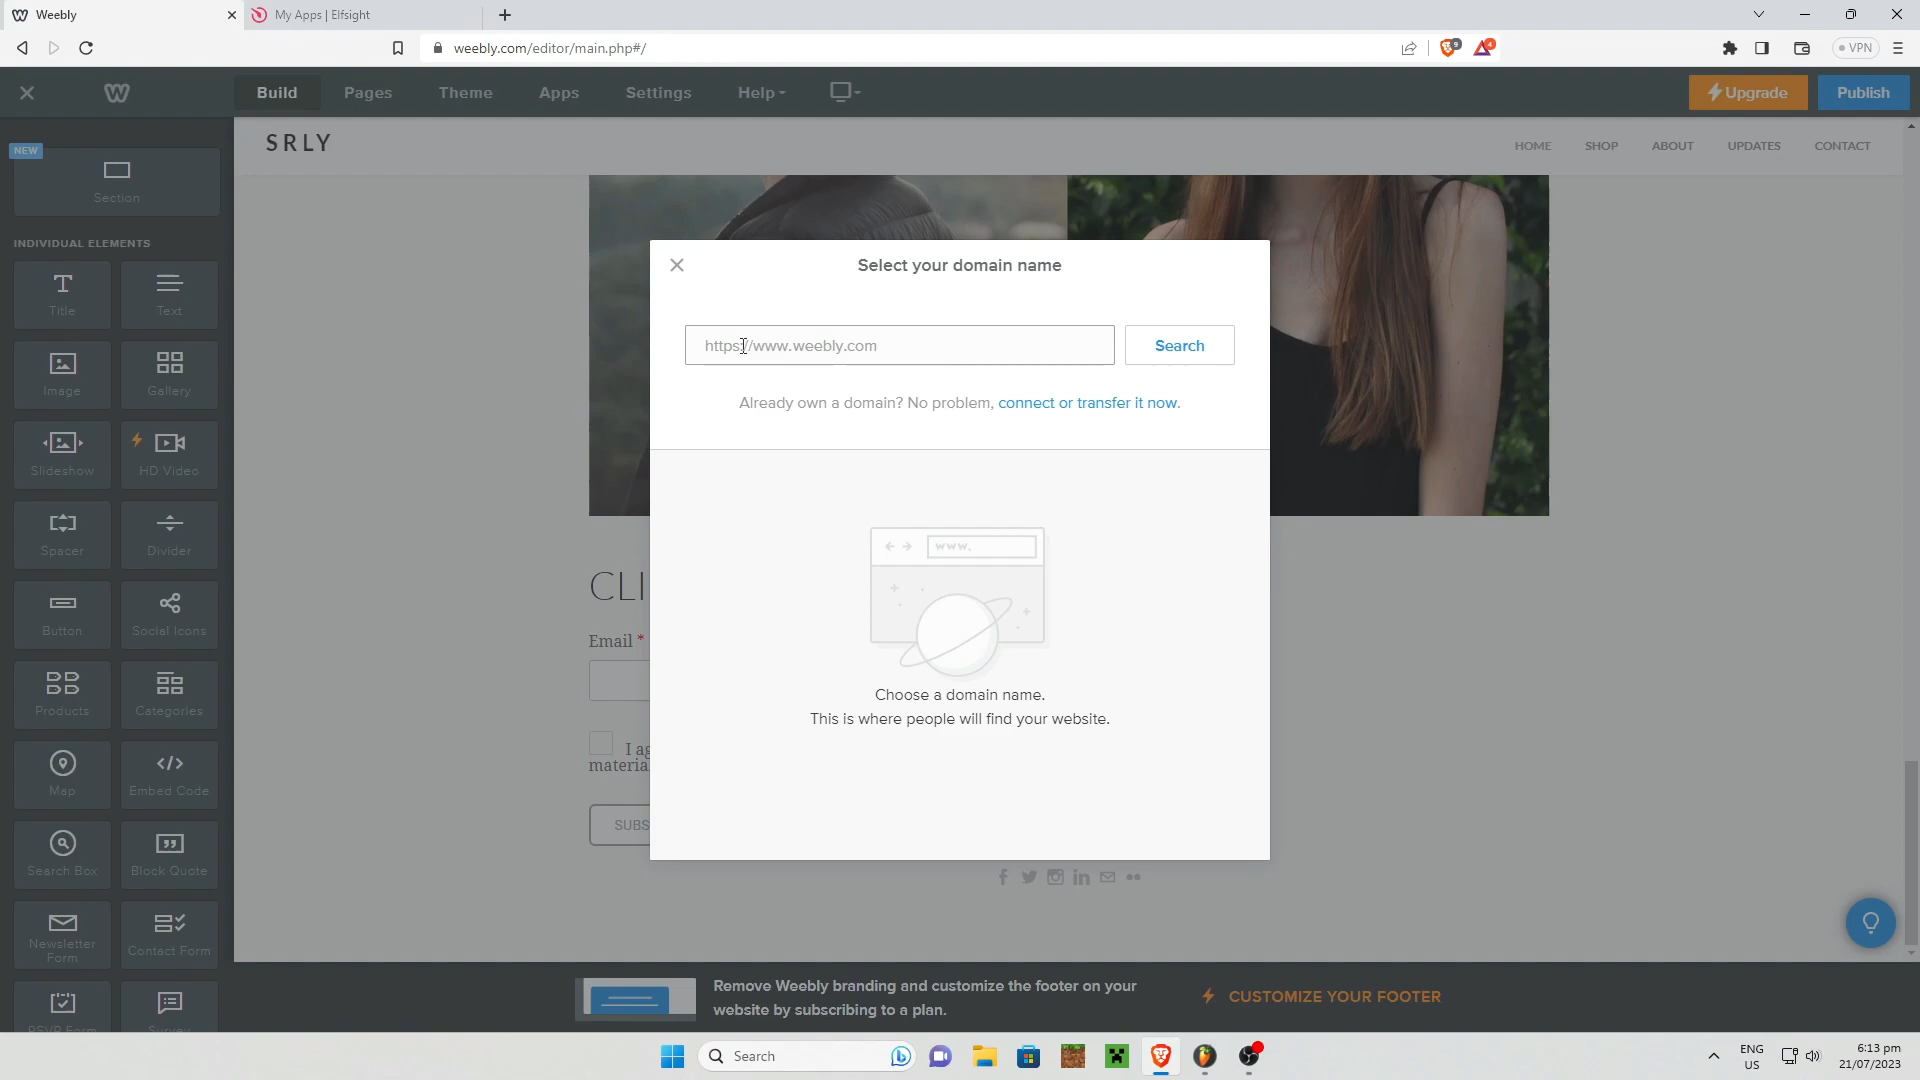 Weebly
My Apps | Elfsight
weebly.com/editor/main.php#/
9
4
VPN
Build
Pages
Theme
Apps
Settings
Help
Upgrade
Publish
SRLY
HOME
SHOP
ABOUT
UPDATES
CONTACT
NEW
Section
INDIVIDUAL ELEMENTS
Title
Text
Image
Gallery
Slideshow
HD Video
Spacer
Divider
Button
Social Icons
Products
Categories
Map
Embed Code
Search Box
Block Quote
Newsletter
Form
Contact Form
RSVP Form
Survey
Select your domain name
https://www.weebly.com
Search
Already own a domain? No problem, connect or transfer it now.
www.
Choose a domain name.
This is where people will find your website.
CLI
Email *
I ag
materia
SUBS
Remove Weebly branding and customize the footer on your
website by subscribing to a plan.
CUSTOMIZE YOUR FOOTER
Search
ENG
US
6:13 pm
21/07/2023